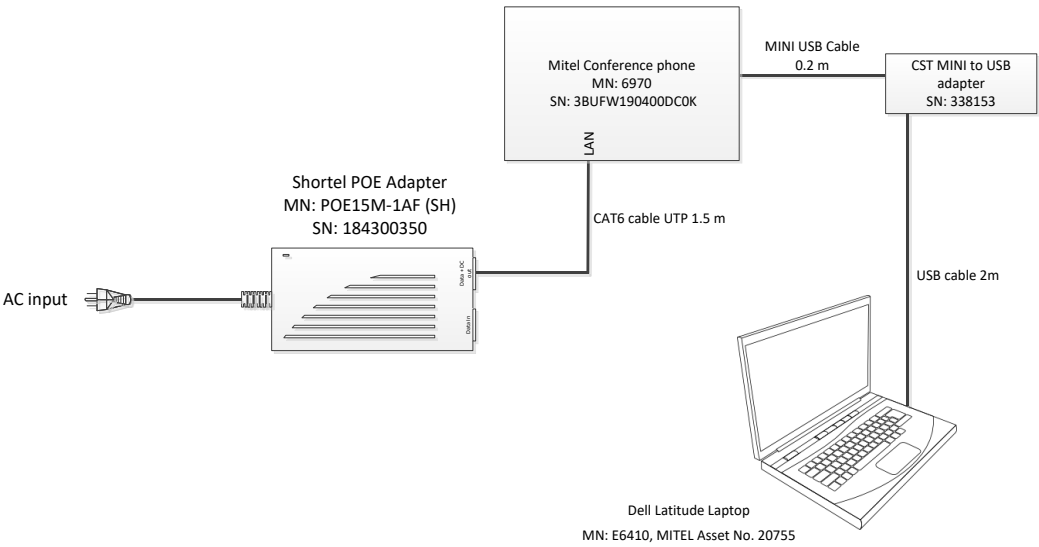 MINI USB Cable
0.2 m
Mitel Conference phone
MN: 6970
SN: 3BUFW190400DC0K
LAN
CST MINI to USB
adapter
SN: 338153
Shortel POE Adapter
MN: POE15M-1AF (SH)
SN: 184300350
CAT6 cable UTP 1.5 m
Data + DC
out
Data In
AC input
USB cable 2m
Dell Latitude Laptop
MN: E6410, MITEL Asset No. 20755